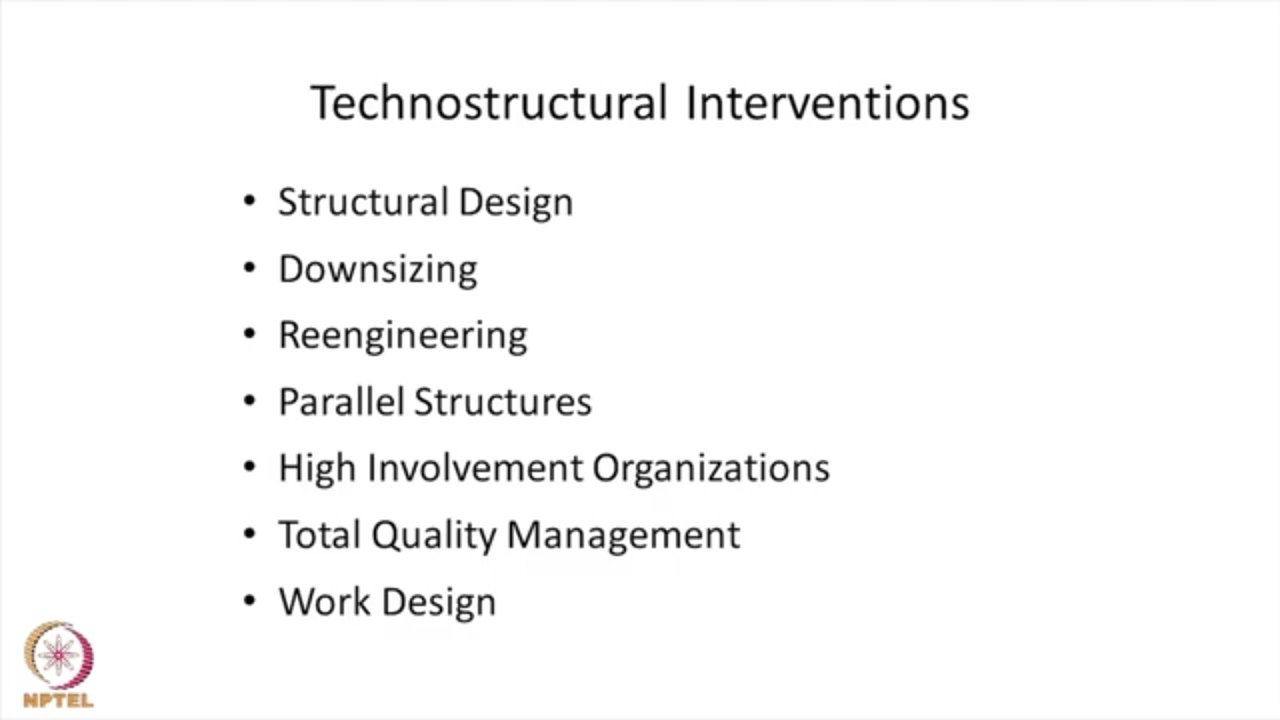 Technostructural Interventions
• Structural Design
• Downsizing
• Reengineering
• Parallel Structures
• High Involvement Organizations
• Total Quality Management
• Work Design
NPTEL